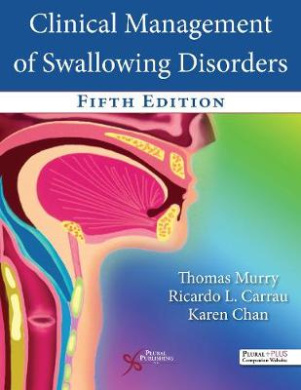 Clinical Management
of Swallowing Disorders
FIFTH EDITION
Thomas Murry
Ricardo L. Carrau
Karen Chan
PLURAL
PUBLISHING
PLURAL+PLUS
Companion Website